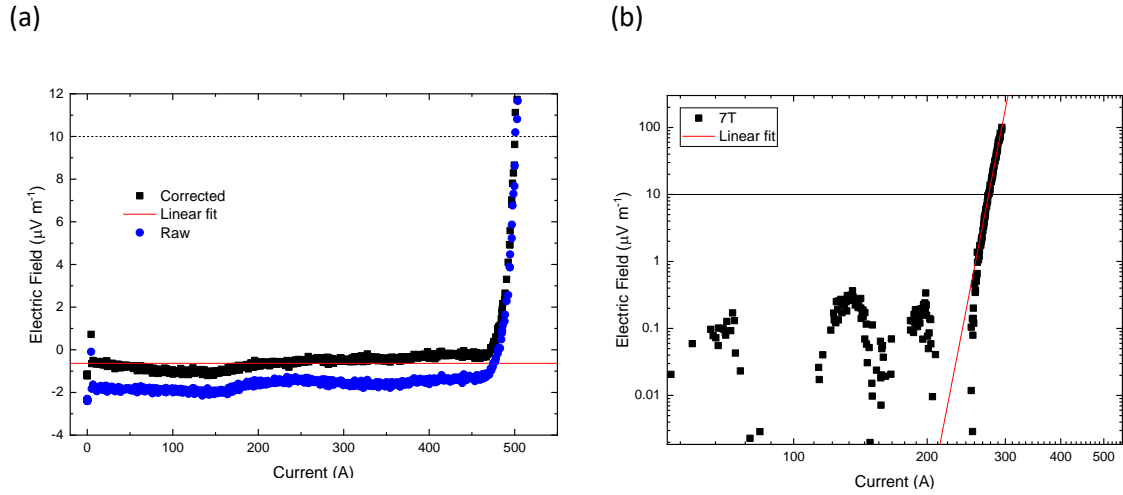 (a)
(b)
12
10
8
6
4
2
0
-2
-4
0
100
200
300
400
500
Electric Field (µV m⁻¹)
Current (A)
Corrected
Linear fit
Raw
100
10
1
0.1
0.01
100
200
300
400
500
Electric Field (µV m⁻¹)
Current (A)
7T
Linear fit